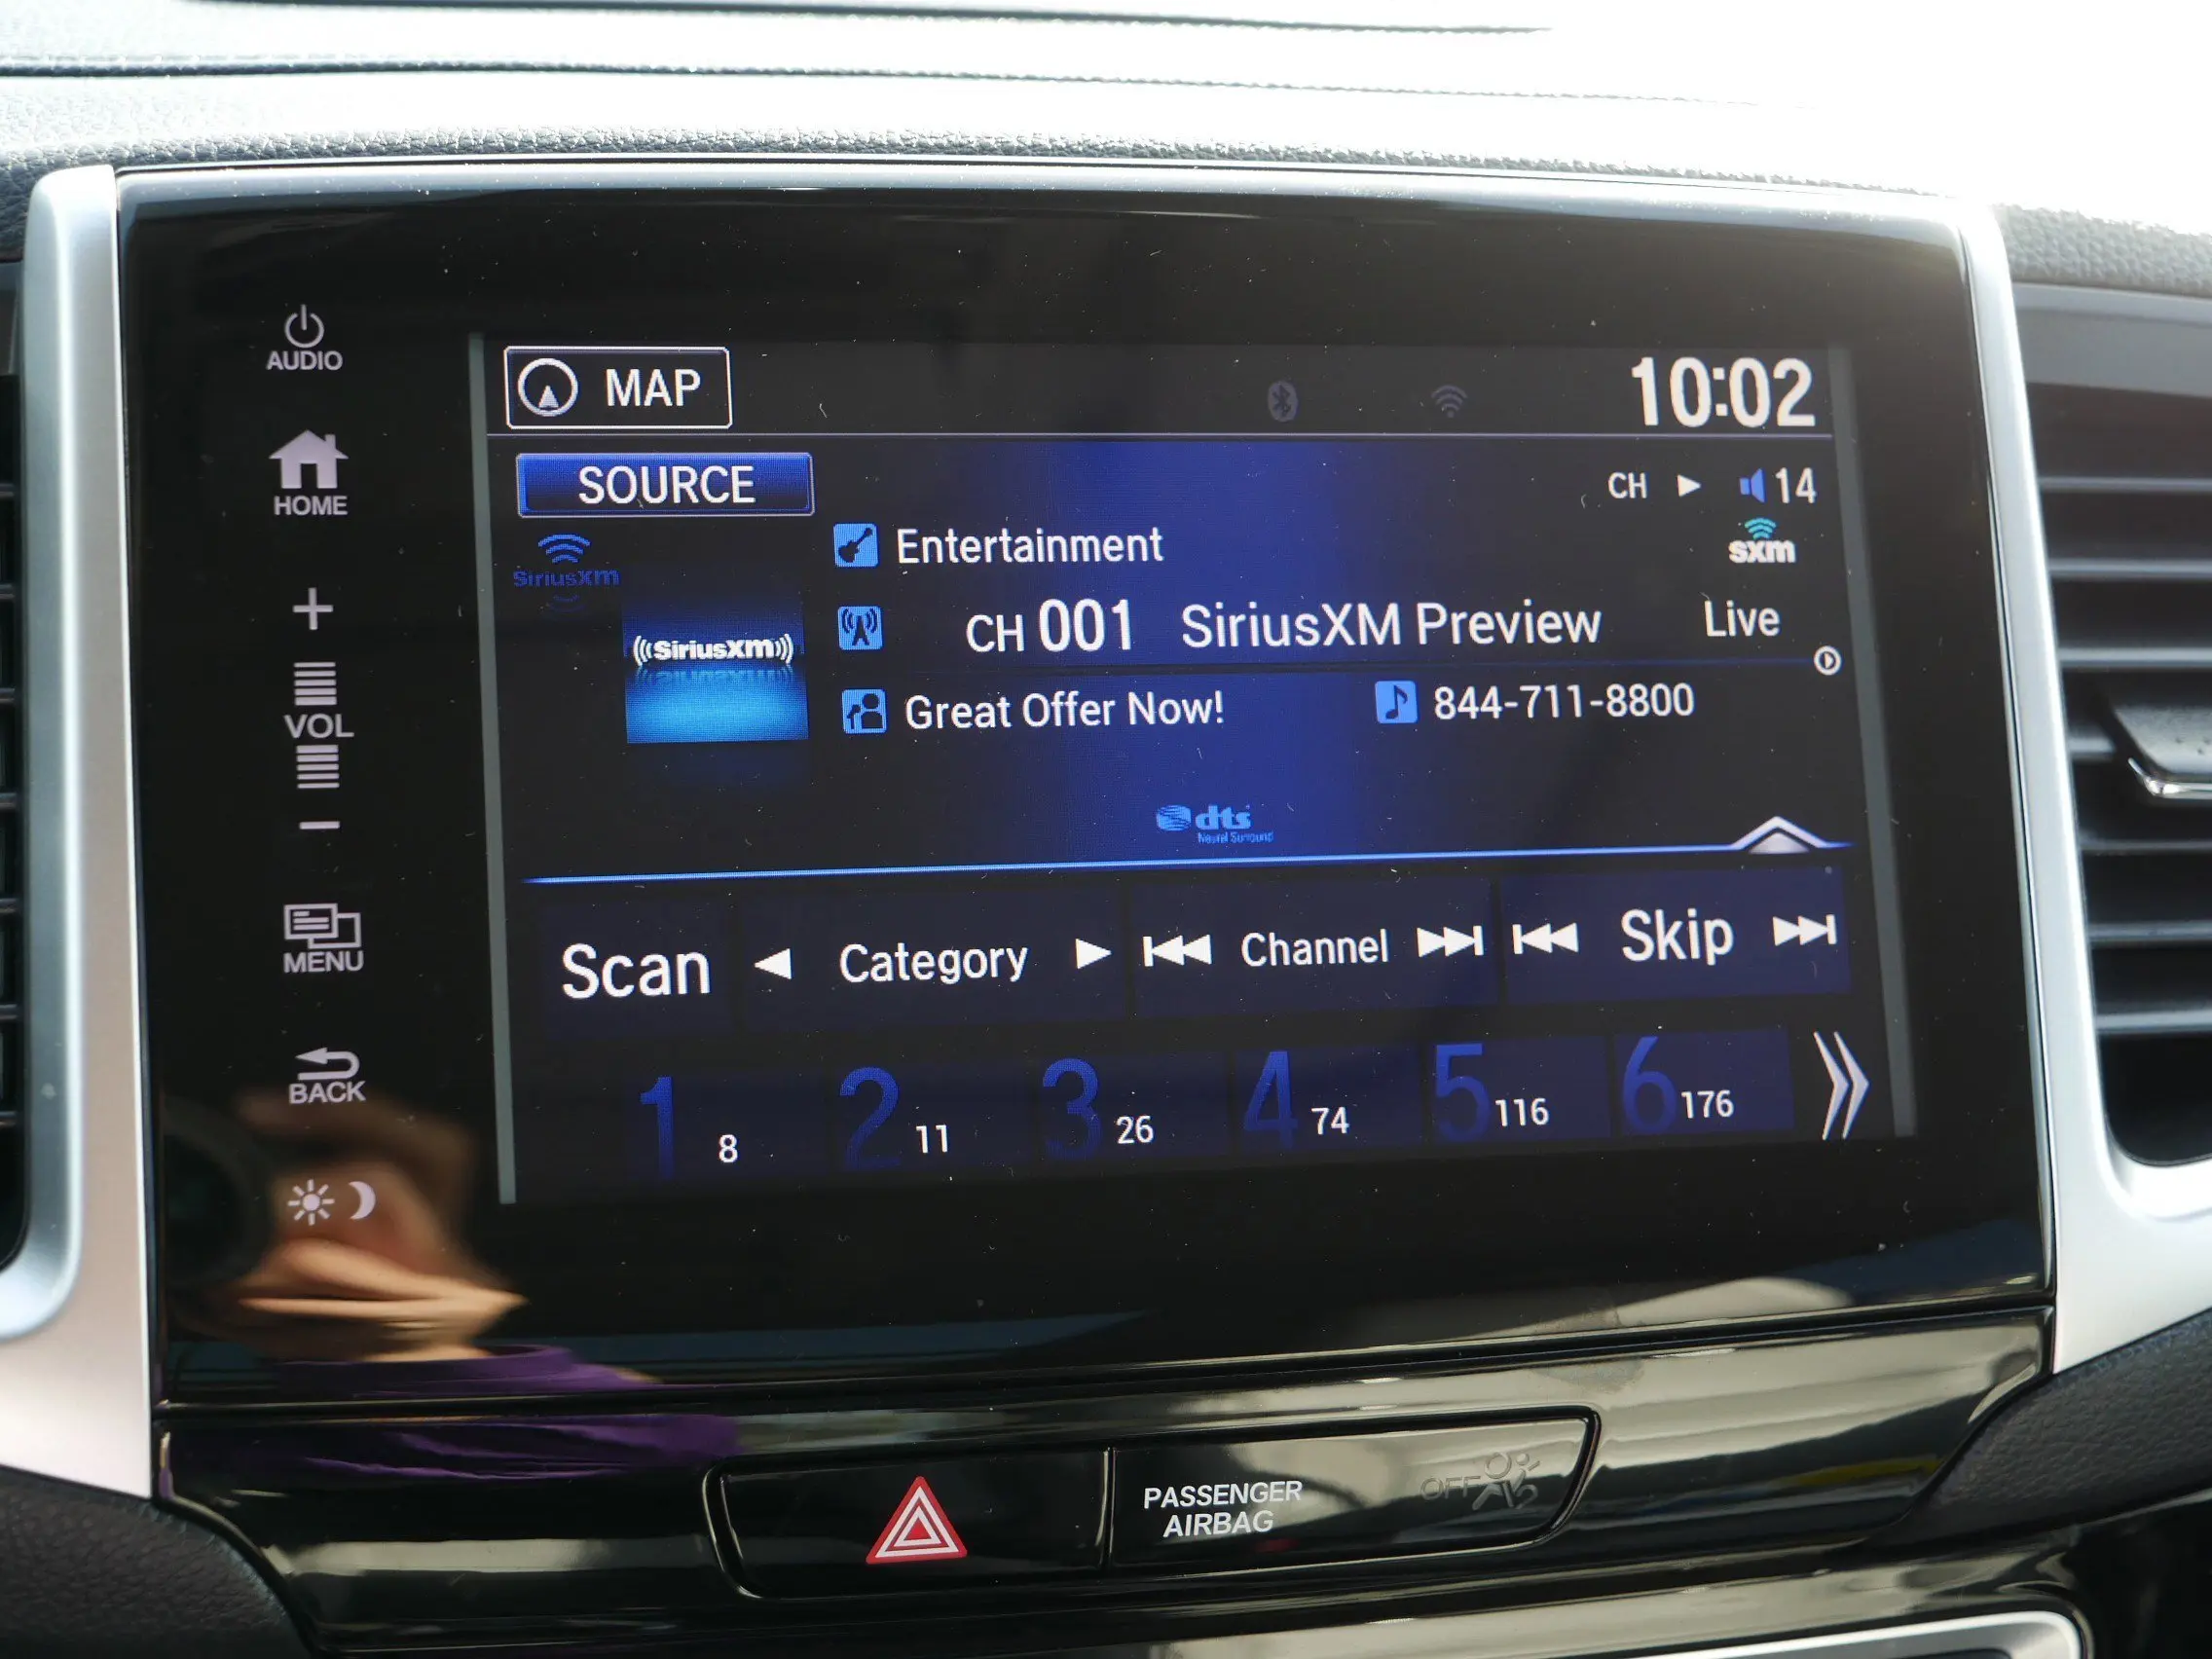 AUDIO
HOME
VOL
MENU
BACK
MAP
10:02
SOURCE
CH
14
SiriusXm
sxm
Entertainment
((SiriusXM))
CH 001 SiriusXM Preview Live
Great Offer Now! 844-711-8800
dts
Neural Surround
Scan Category Channel Skip
1 8 2 11 3 26 4 74 5 116 6 176
PASSENGER
AIRBAG
OFF